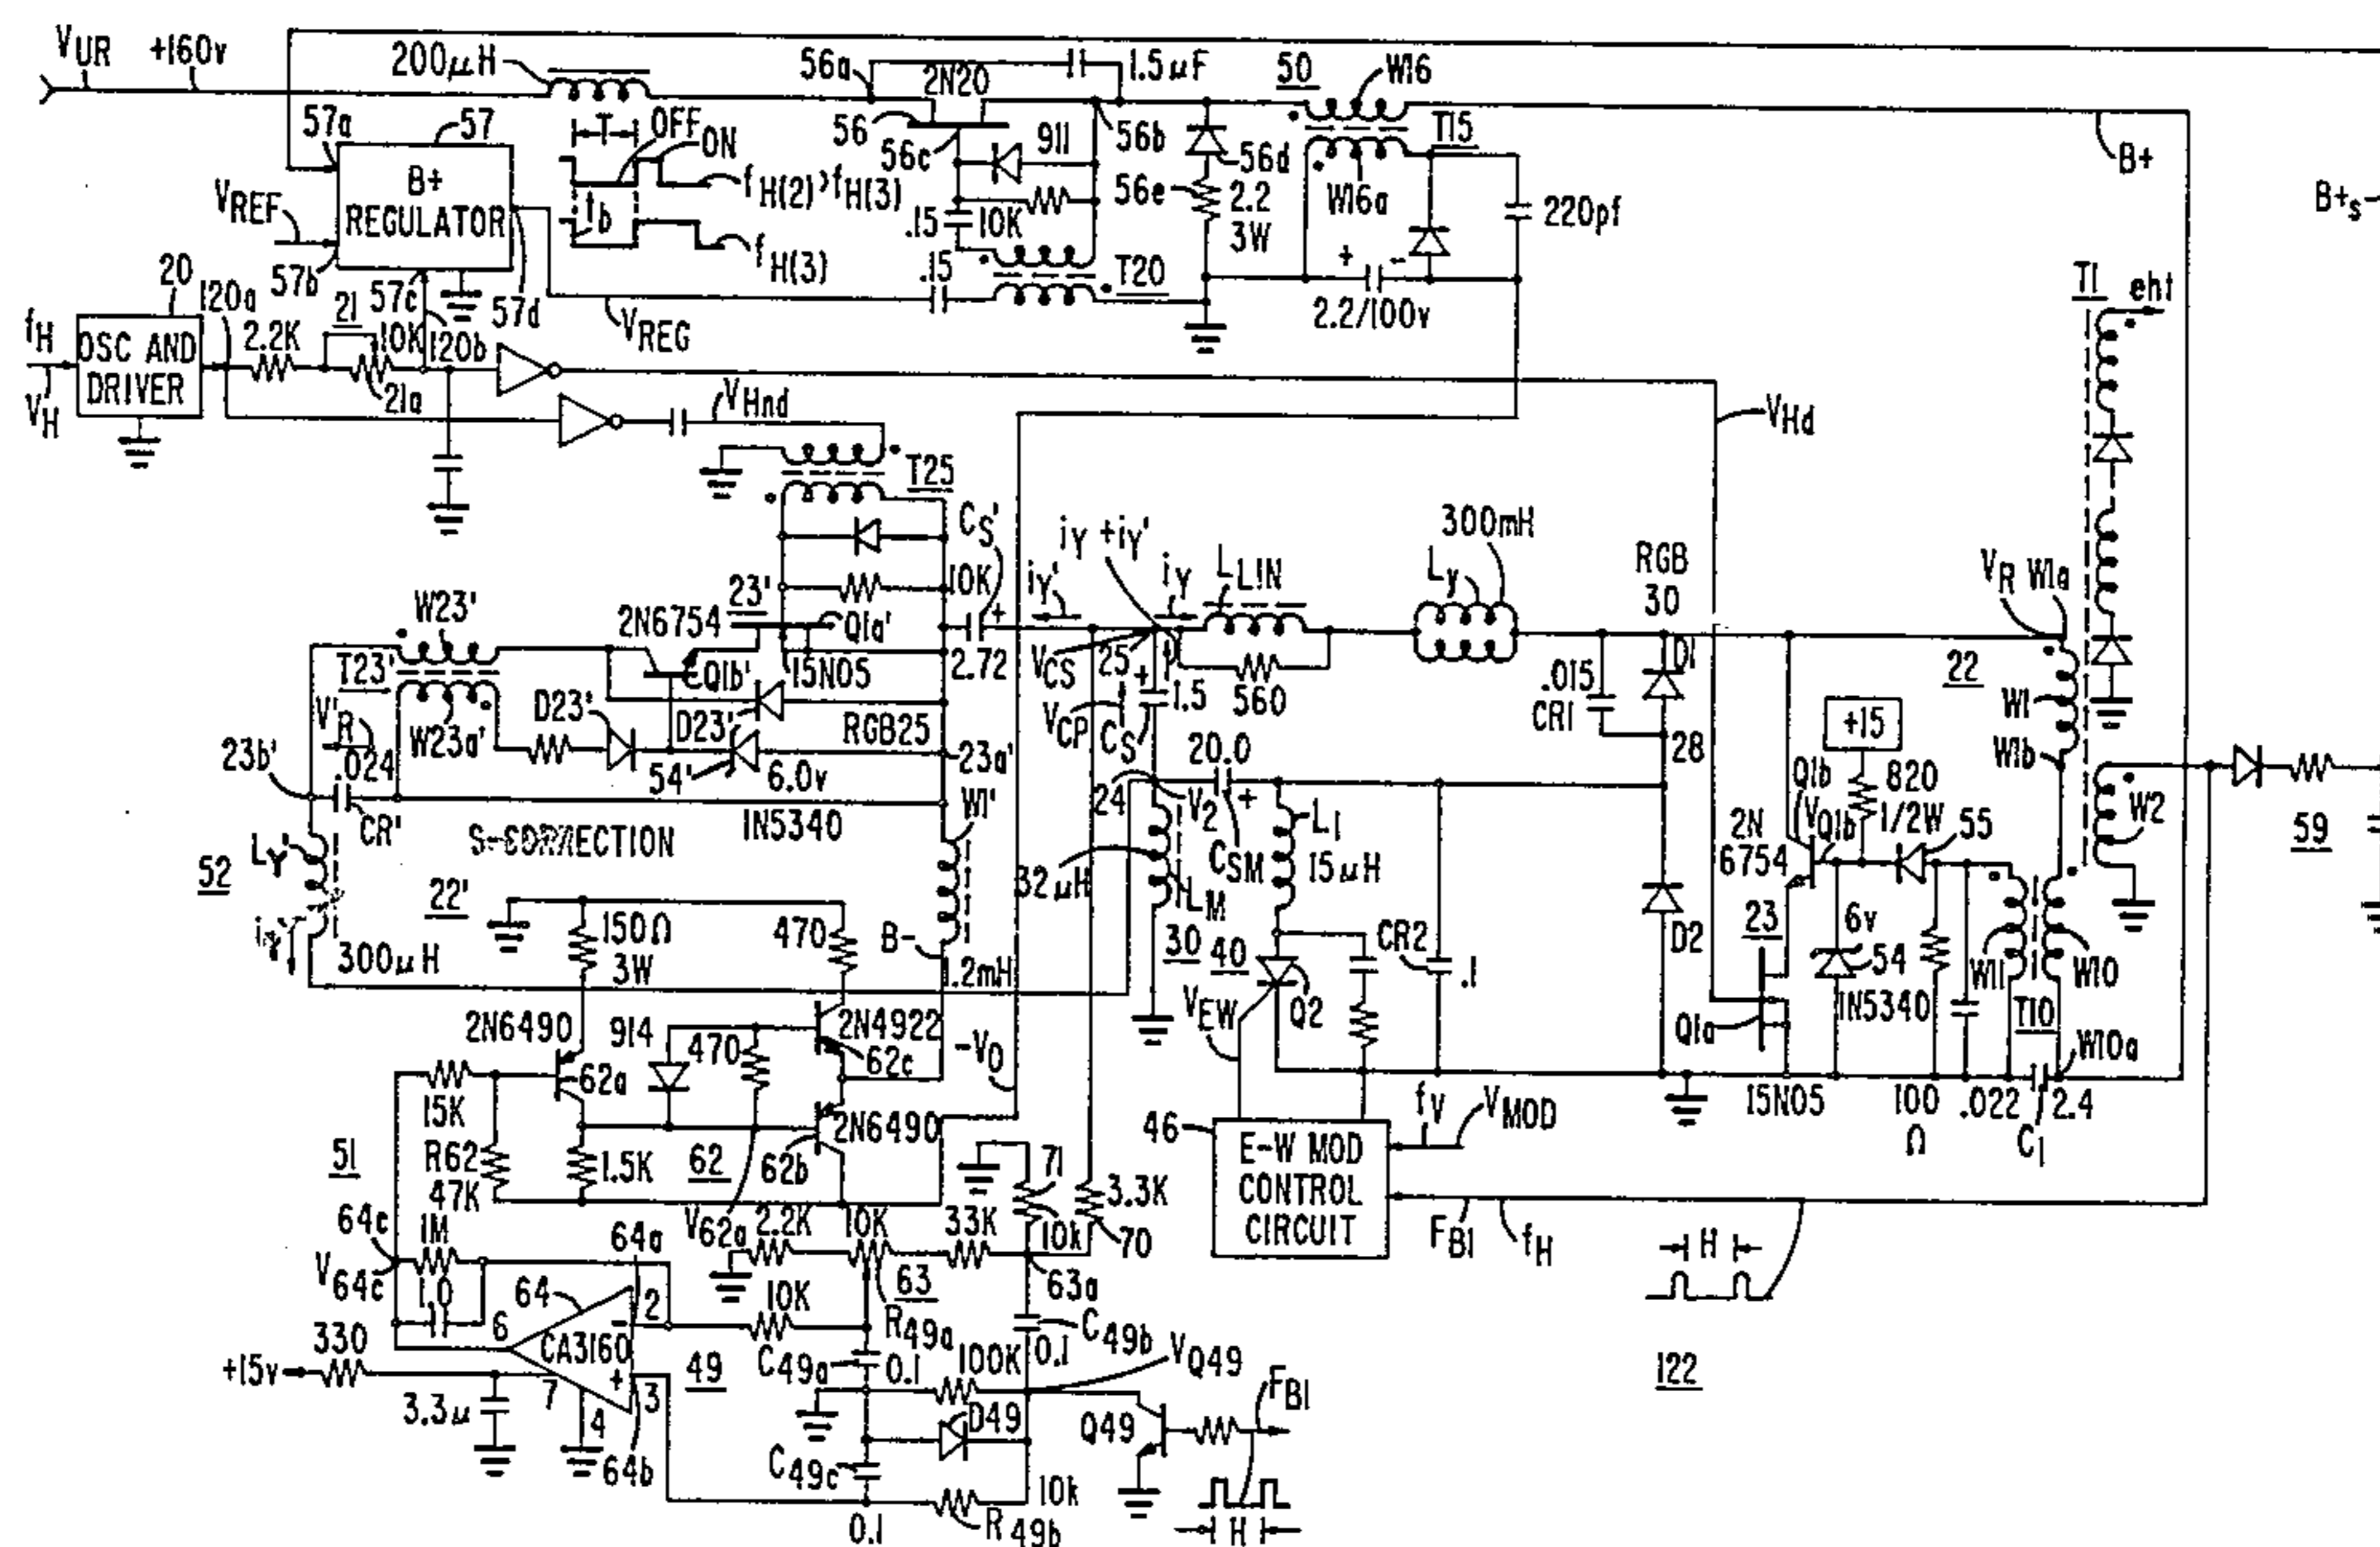 VUR +160v
200µH
56a
2N20
1.5µF
50
W16
57a
57
OFF
ON
T
56
56c
911
56b
56d
T15
B+
B+s
VREF
B+
REGULATOR
tb
fH(2)>fH(3)
fH(3)
.15
10K
56e
2.2
3W
W16a
220pf
57b
57c
57d
.15
T20
+ -
2.2/100v
T1
eht
20
120a
21
VREG
fH
OSC AND
DRIVER
2.2K
10K
120b
21a
VH
VHnd
VHd
T25
CS'
iY +iY'
300mH
10K
iY'
iY
LLIN
Ly
RGB
30
VR W1a
W23'
2N6754
23'
Q1a'
+
T23'
Q1b'
15N05
2.72
VCS
25
+
1.5
560
.015
CR1
D1
22
W1
V'R
W23a'
D23'
D23'
RGB25
VCP
CS
28
+15
W1b
23b'
.024
54'
6.0v
23a'
20.0
24
V2
+
Q1b
VQ1b
820
1/2W
55
W2
59
CR'
S-CORRECTION
1N5340
W1'
CSM
L1
15µH
2N
6754
LY'
52
32µH
LM
22'
150Ω
3W
470
B-
1.2mH
30
40
CR2
D2
23
6v
54
iY'
300µH
.1
W11
W10
2N6490
914
470
2N4922
62c
-VO
VEW
Q2
Q1a
1N5340
T10
W10a
62a
15K
fV
VMOD
15N05
100
Ω
.022
2.4
C1
R62
47K
51
1.5K
62
62b
2N6490
46
E-W MOD
CONTROL
CIRCUIT
71
3.3K
70
64c
1M
V62a
2.2K
10K
33K
10k
FB1
fH
H
V64c
1.0
64a
63
63a
64
6
2
10K
R49a
C49b
0.1
330
CA3160
-
+
49
C49a
0.1
100K
VQ49
+15v
7
3
122
3.3µ
4
64b
D49
Q49
FB1
C49c
10k
0.1
R49b
H